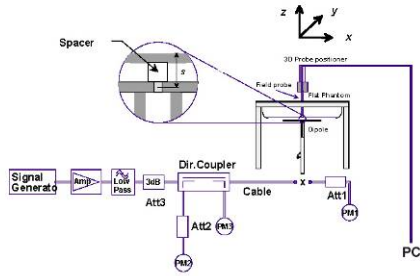 z
y
x
Spacer
s
3D Probe positioner
Field probe
Flat Phantom
Dipole
Signal
Generato
Amp
Low
Pass
3dB
Att3
Dir.Coupler
Cable
x
Att1
PM1
Att2
PM3
PM2
PC